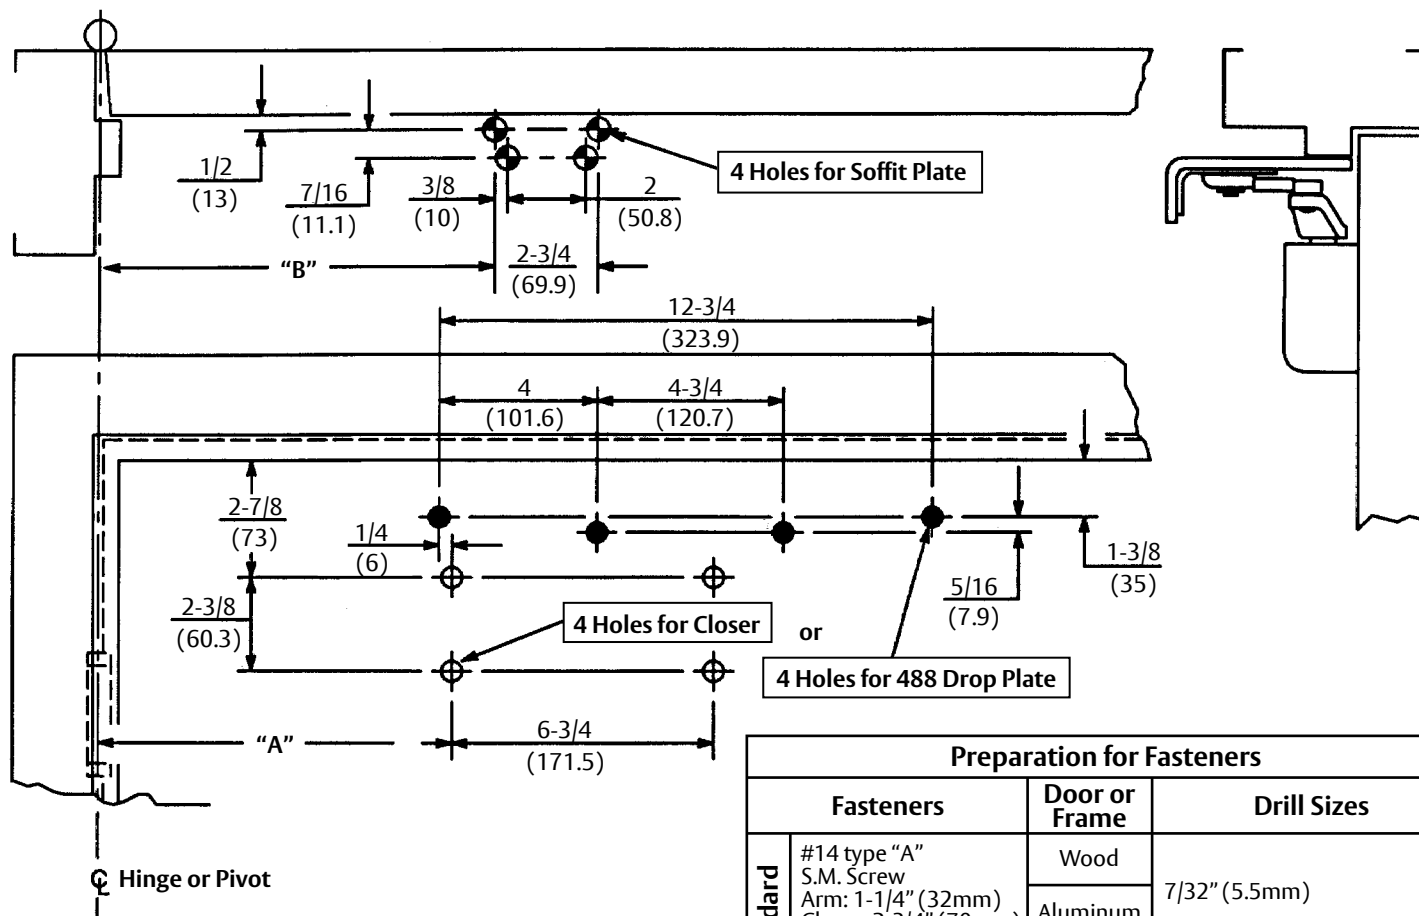 1/2
(13)
7/16
(11.1)
3/8
(10)
2
(50.8)
4 Holes for Soffit Plate
“B”
2-3/4
(69.9)
12-3/4
(323.9)
4
(101.6)
4-3/4
(120.7)
2-7/8
(73)
1/4
(6)
2-3/8
(60.3)
5/16
(7.9)
1-3/8
(35)
4 Holes for Closer
or
4 Holes for 488 Drop Plate
“A”
6-3/4
(171.5)
℄ Hinge or Pivot
Preparation for Fasteners
Fasteners
Door or
Frame
Drill Sizes
#14 type “A”
S.M. Screw
Arm: 1-1/4” (32mm)
Wood
Aluminum
7/32” (5.5mm)